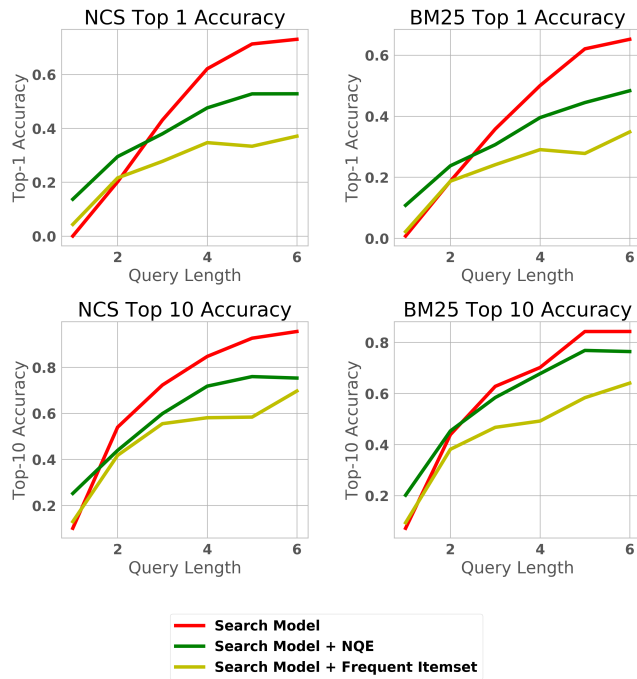 NCS Top 1 Accuracy
Top-1 Accuracy
0.6
0.4
0.2
0.0
2
4
6
Query Length
BM25 Top 1 Accuracy
Top-1 Accuracy
0.6
0.4
0.2
0.0
2
4
6
Query Length
NCS Top 10 Accuracy
Top-10 Accuracy
0.8
0.6
0.4
0.2
2
4
6
Query Length
BM25 Top 10 Accuracy
Top-10 Accuracy
0.8
0.6
0.4
0.2
2
4
6
Query Length
Search Model
Search Model + NQE
Search Model + Frequent Itemset